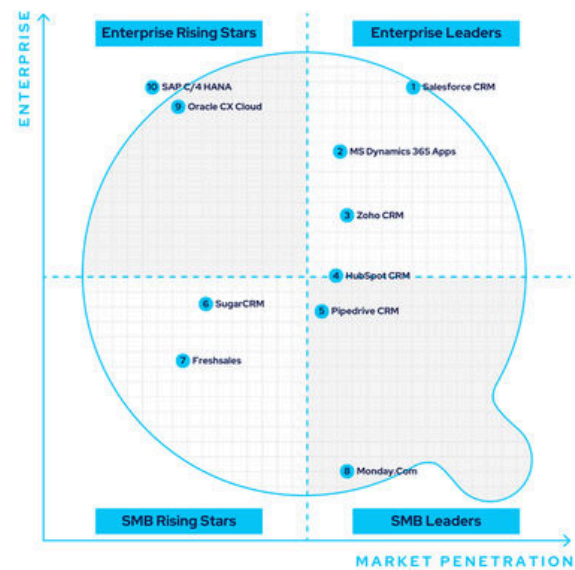 ENTERPRISE
Enterprise Rising Stars
Enterprise Leaders
10 SAP C/4 HANA
1 Salesforce CRM
9 Oracle CX Cloud
2 MS Dynamics 365 Apps
3 Zoho CRM
4 HubSpot CRM
6 SugarCRM
5 Pipedrive CRM
7 Freshsales
8 Monday.Com
SMB Rising Stars
SMB Leaders
MARKET PENETRATION